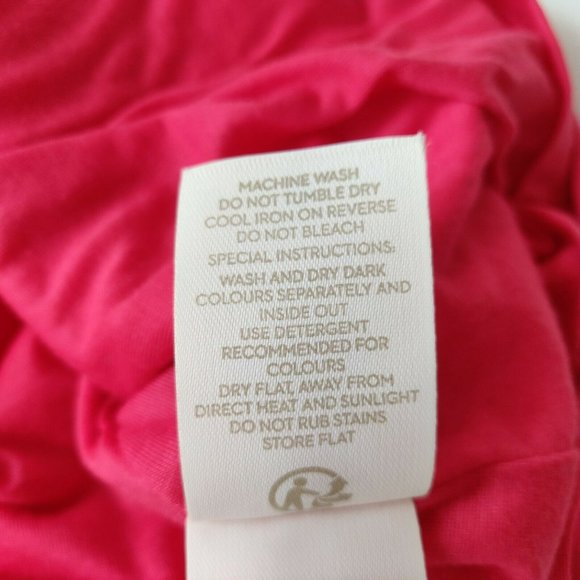 MACHINE WASH
DO NOT TUMBLE DRY
COOL IRON ON REVERSE
DO NOT BLEACH
SPECIAL INSTRUCTIONS:
WASH AND DRY DARK
COLOURS SEPARATELY AND
INSIDE OUT
USE DETERGENT
RECOMMENDED FOR
COLOURS
DRY FLAT, AWAY FROM
DIRECT HEAT AND SUNLIGHT
DO NOT RUB STAINS
STORE FLAT